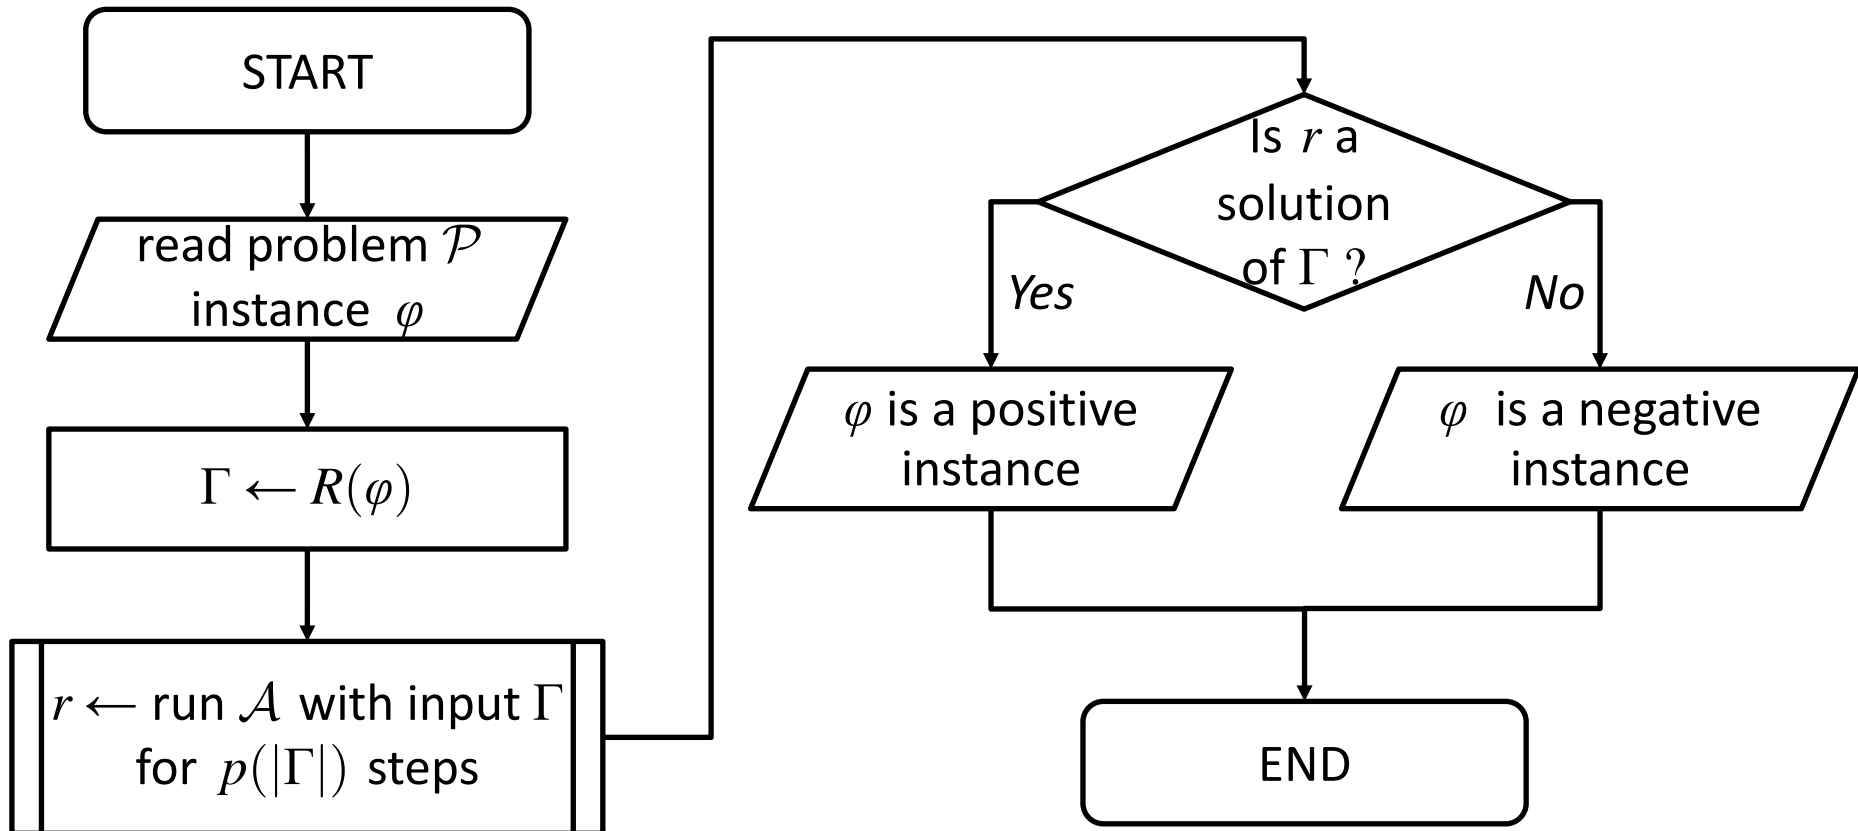 START
read problem 𝒫
instance φ
Γ ← R(φ)
r ← run 𝒜 with input Γ
for p(|Γ|) steps
Is r a
solution
of Γ ?
Yes
No
φ is a positive
instance
φ is a negative
instance
END